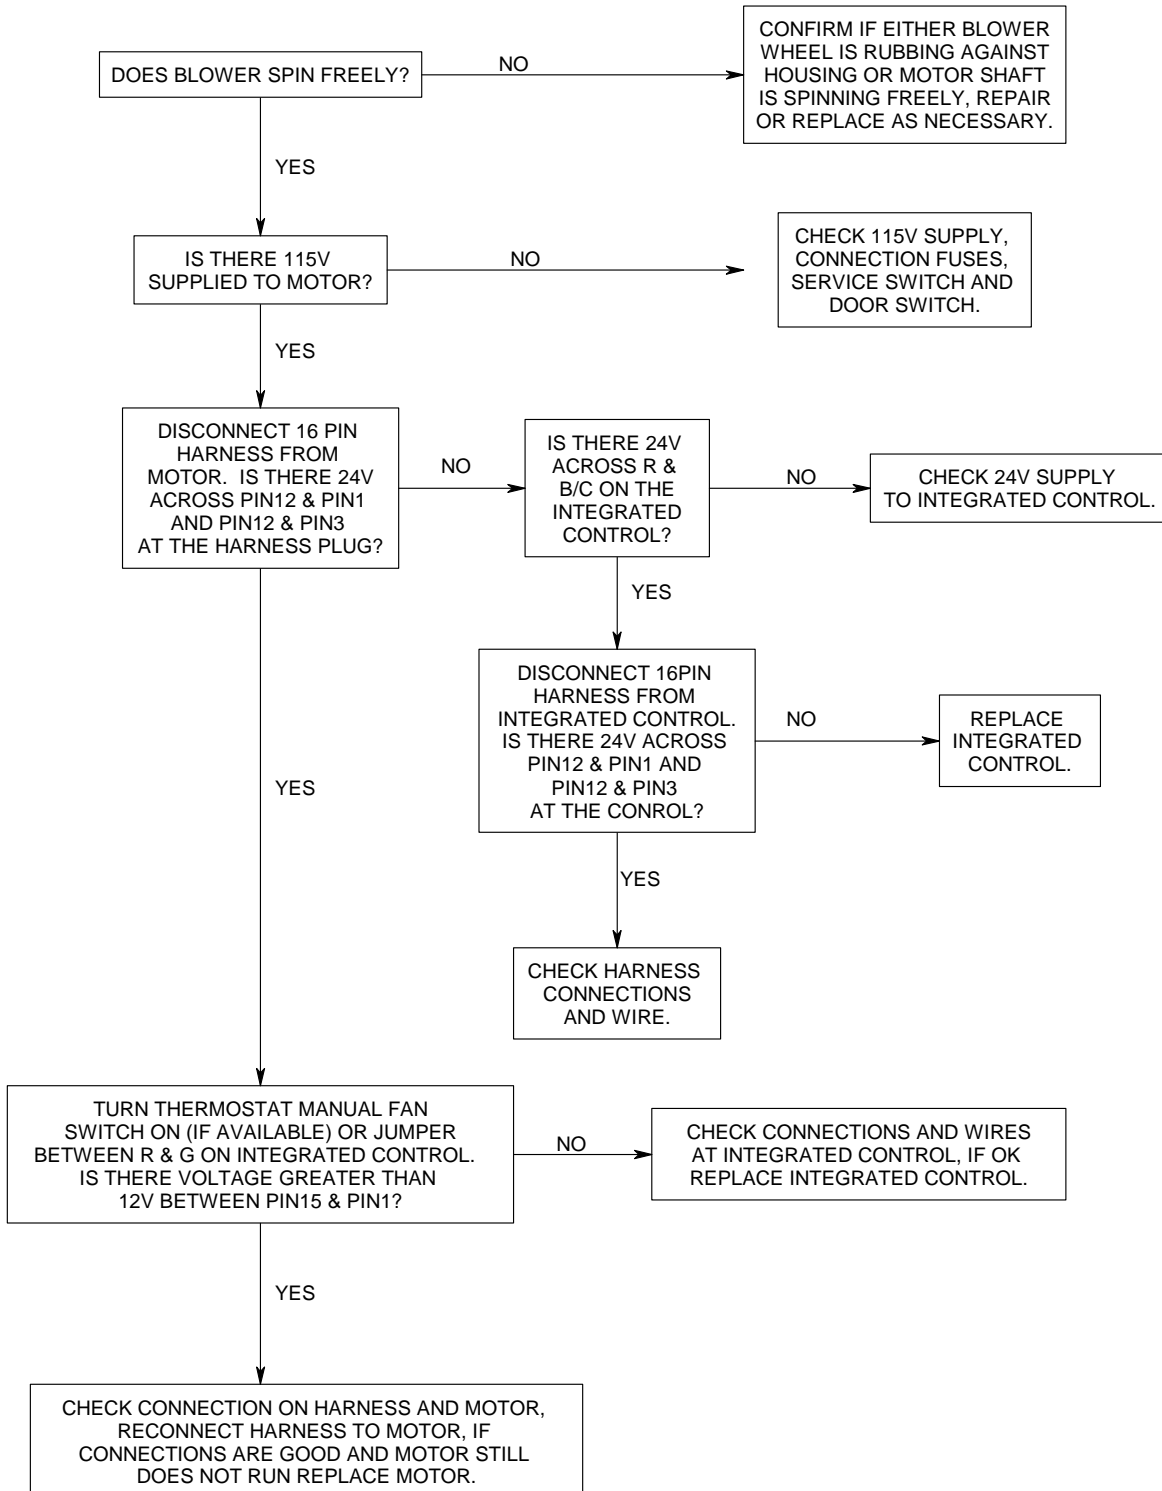 DOES BLOWER SPIN FREELY?
NO
CONFIRM IF EITHER BLOWER
WHEEL IS RUBBING AGAINST
HOUSING OR MOTOR SHAFT
IS SPINNING FREELY, REPAIR
OR REPLACE AS NECESSARY.
YES
IS THERE 115V
SUPPLIED TO MOTOR?
NO
CHECK 115V SUPPLY,
CONNECTION FUSES,
SERVICE SWITCH AND
DOOR SWITCH.
YES
DISCONNECT 16 PIN
HARNESS FROM
MOTOR.  IS THERE 24V
ACROSS PIN12 & PIN1
AND PIN12 & PIN3
AT THE HARNESS PLUG?
NO
IS THERE 24V
ACROSS R &
B/C ON THE
INTEGRATED
CONTROL?
NO
CHECK 24V SUPPLY
TO INTEGRATED CONTROL.
YES
DISCONNECT 16PIN
HARNESS FROM
INTEGRATED CONTROL.
IS THERE 24V ACROSS
PIN12 & PIN1 AND
PIN12 & PIN3
AT THE CONROL?
NO
REPLACE
INTEGRATED
CONTROL.
YES
YES
CHECK HARNESS
CONNECTIONS
AND WIRE.
TURN THERMOSTAT MANUAL FAN
SWITCH ON (IF AVAILABLE) OR JUMPER
BETWEEN R & G ON INTEGRATED CONTROL.
IS THERE VOLTAGE GREATER THAN
12V BETWEEN PIN15 & PIN1?
NO
CHECK CONNECTIONS AND WIRES
AT INTEGRATED CONTROL, IF OK
REPLACE INTEGRATED CONTROL.
YES
CHECK CONNECTION ON HARNESS AND MOTOR,
RECONNECT HARNESS TO MOTOR, IF
CONNECTIONS ARE GOOD AND MOTOR STILL
DOES NOT RUN REPLACE MOTOR.